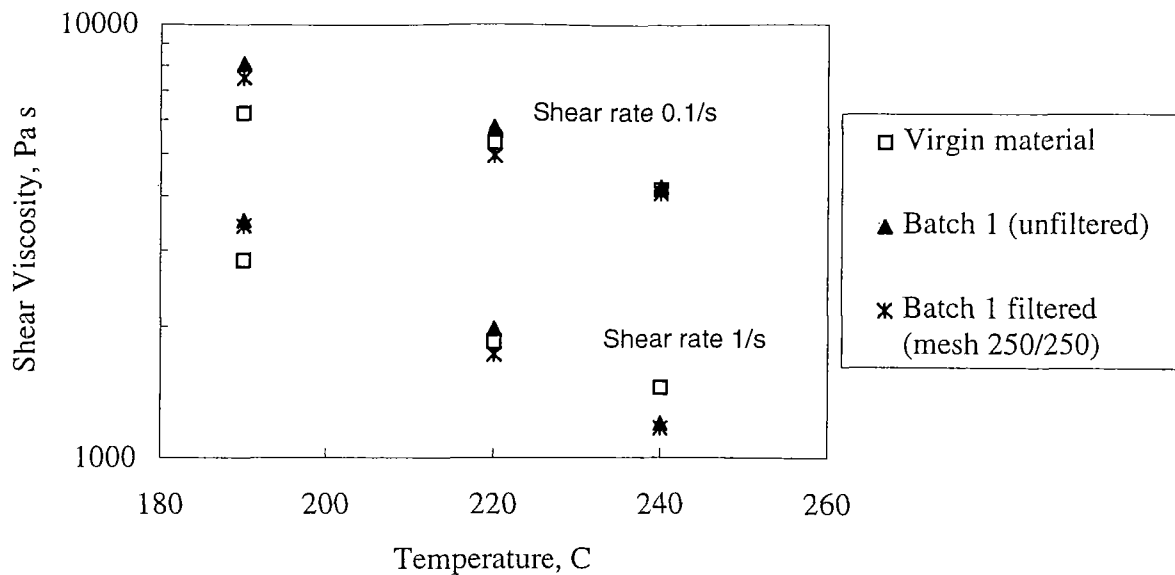 10000
Shear Viscosity, Pa s
Shear rate 0.1/s
Shear rate 1/s
1000
180 200 220 240 260
Temperature, C
Virgin material
Batch 1 (unfiltered)
Batch 1 filtered
(mesh 250/250)